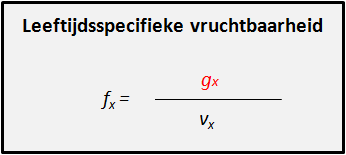 Leeftijdsspecifieke vruchtbaarheid
gx
fx =
vx